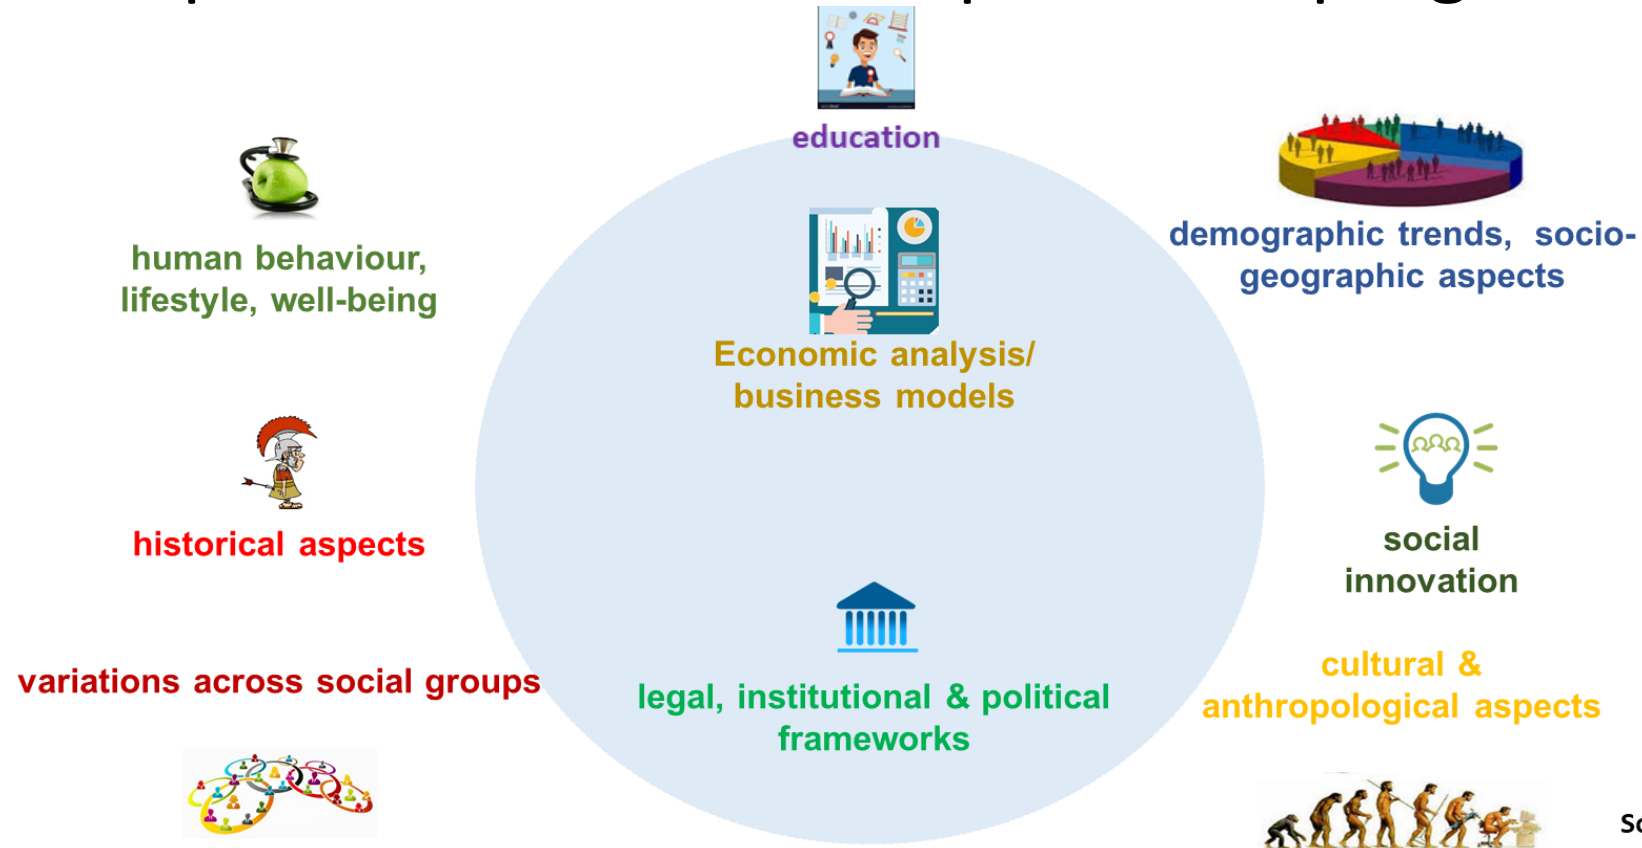 education
human behaviour,
lifestyle, well-being
demographic trends, socio-
geographic aspects
Economic analysis/
business models
historical aspects
social
innovation
variations across social groups
legal, institutional & political
frameworks
cultural &
anthropological aspects